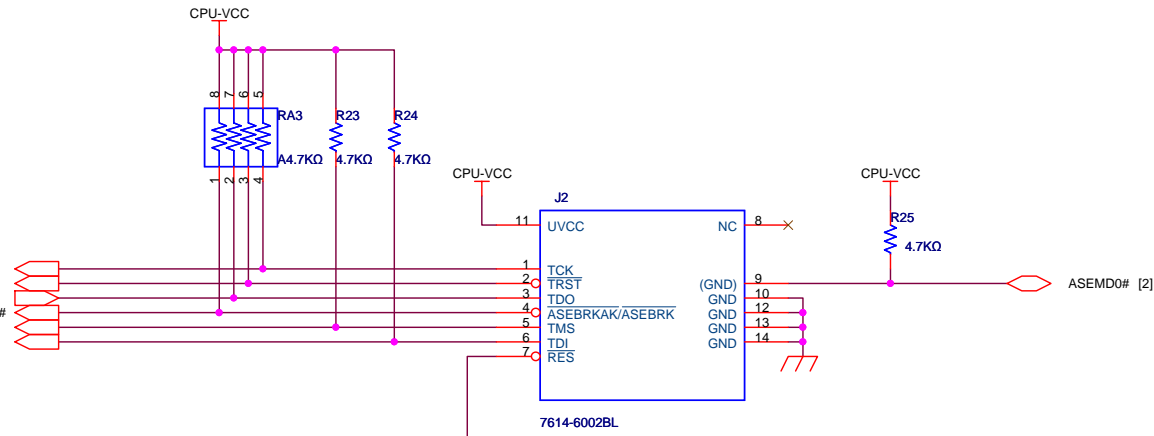 CPU-VCC
8 7 6 5
RA3
R23
R24
A4.7KΩ
4.7KΩ
4.7KΩ
1 2 3 4
CPU-VCC
CPU-VCC
J2
R25
4.7KΩ
11 UVCC
NC 8
1 TCK
(GND) 9
ASEMD0# [2]
2 TRST
GND 10
3 TDO
GND 12
# 4 ASEBRKAK/ASEBRK
GND 13
5 TMS
GND 14
6 TDI
7 RES
7614-6002BL